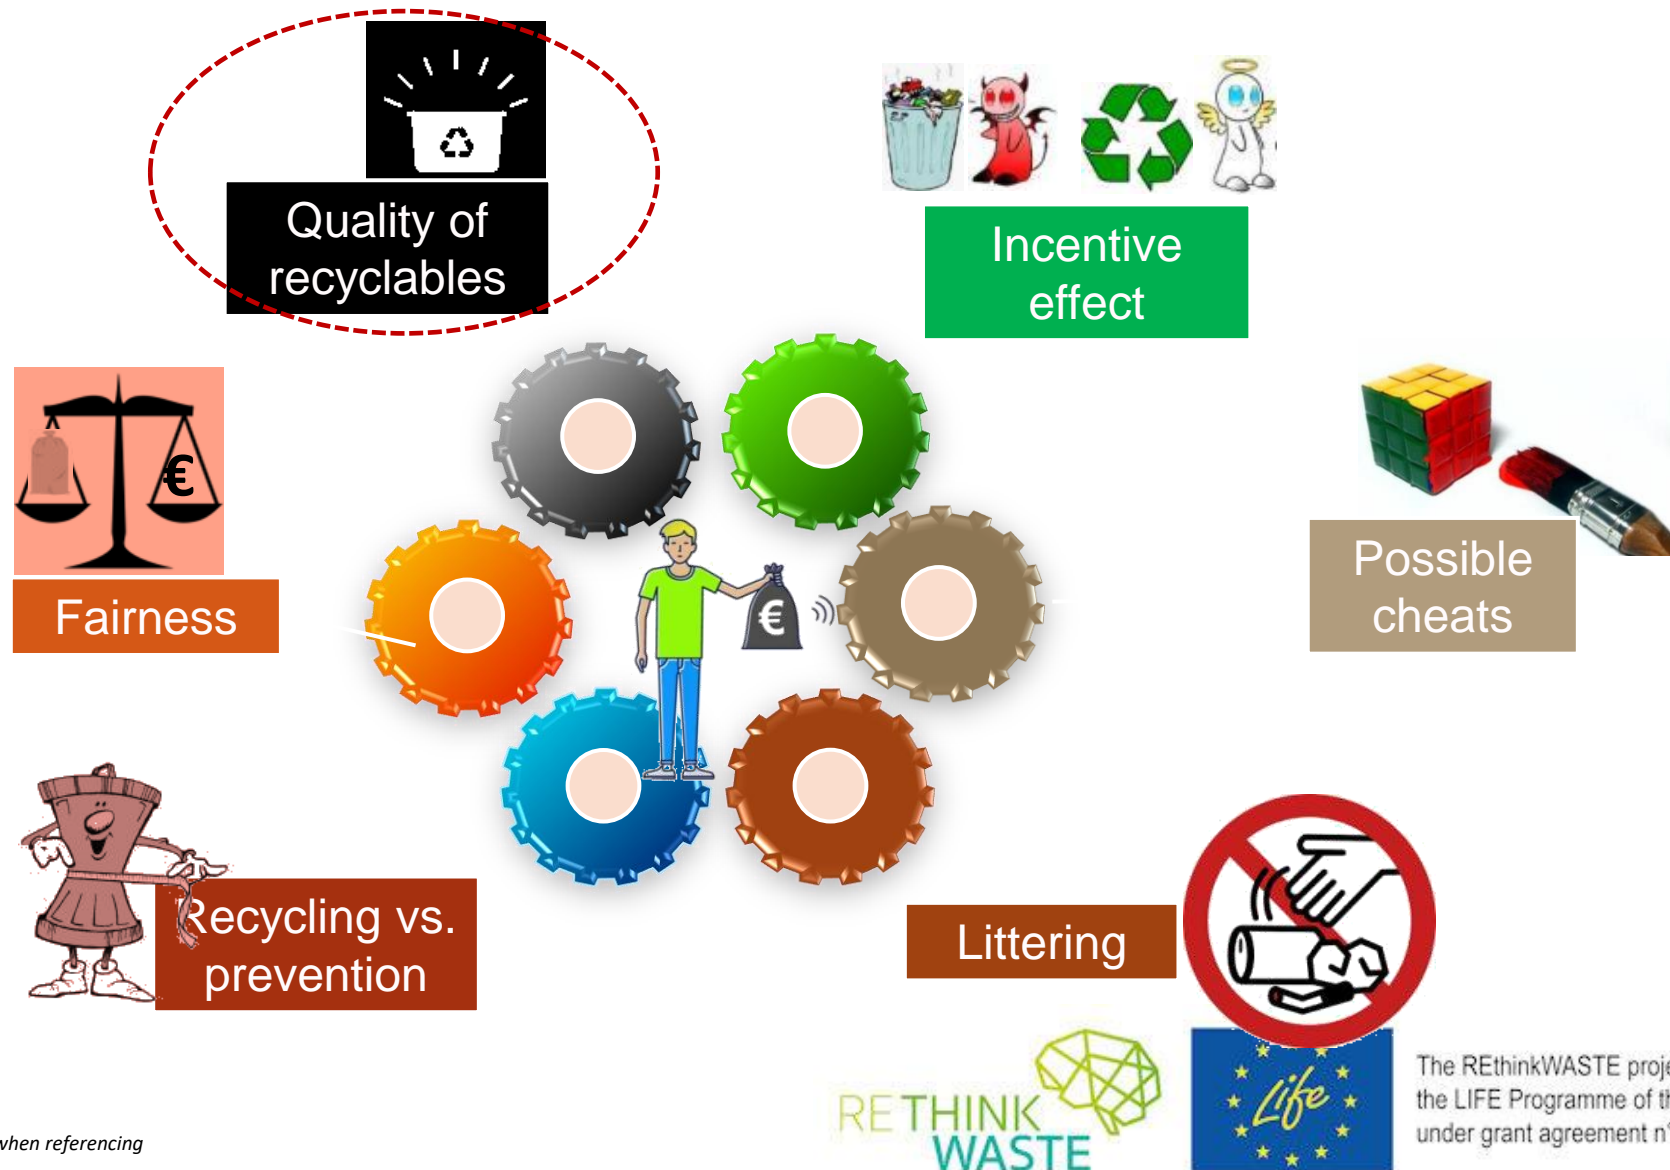 Quality of
recyclables
Incentive
effect
€
Fairness
Possible
cheats
€
Recycling vs.
prevention
Littering
RETHINK
WASTE
Life
The REthinkWASTE proje
the LIFE Programme of th
under grant agreement n°
when referencing